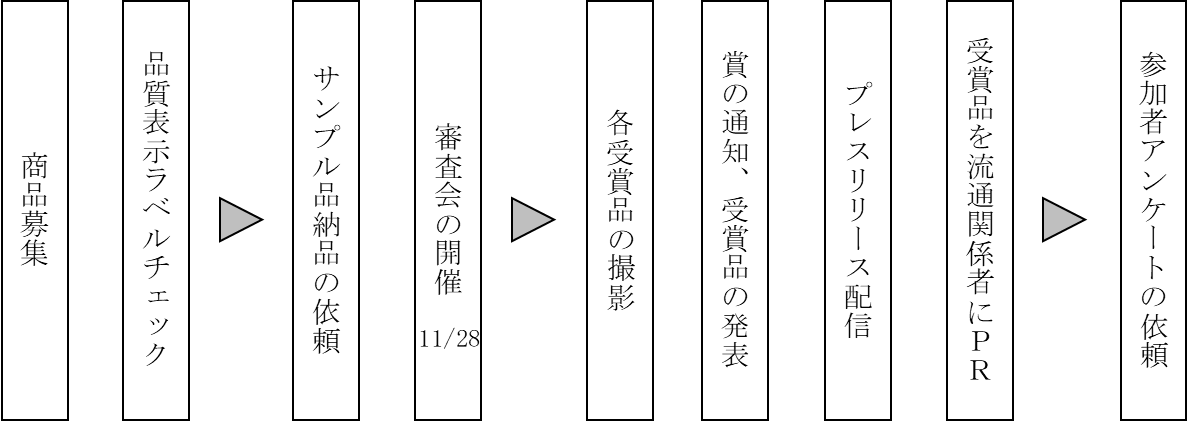 商品募集
品質表示ラベルチェック
サンプル品納品の依頼
審査会の開催
11/28
各受賞品の撮影
賞の通知、受賞品の発表
プレスリリース配信
受賞品を流通関係者にＰＲ
参加者アンケートの依頼